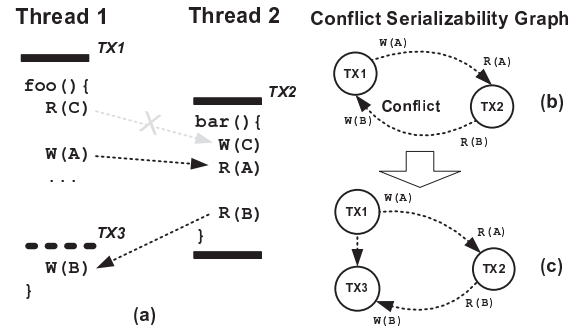 Thread 1
Thread 2
Conflict Serializability Graph
TX1
foo(){
R(C)
W(A)
...
TX3
W(B)
}
(a)
TX2
bar(){
W(C)
R(A)
R(B)
}
X
W(A)
R(A)
TX1
TX2
Conflict
W(B)
R(B)
(b)
W(A)
TX1
R(A)
TX2
TX3
R(B)
W(B)
(c)